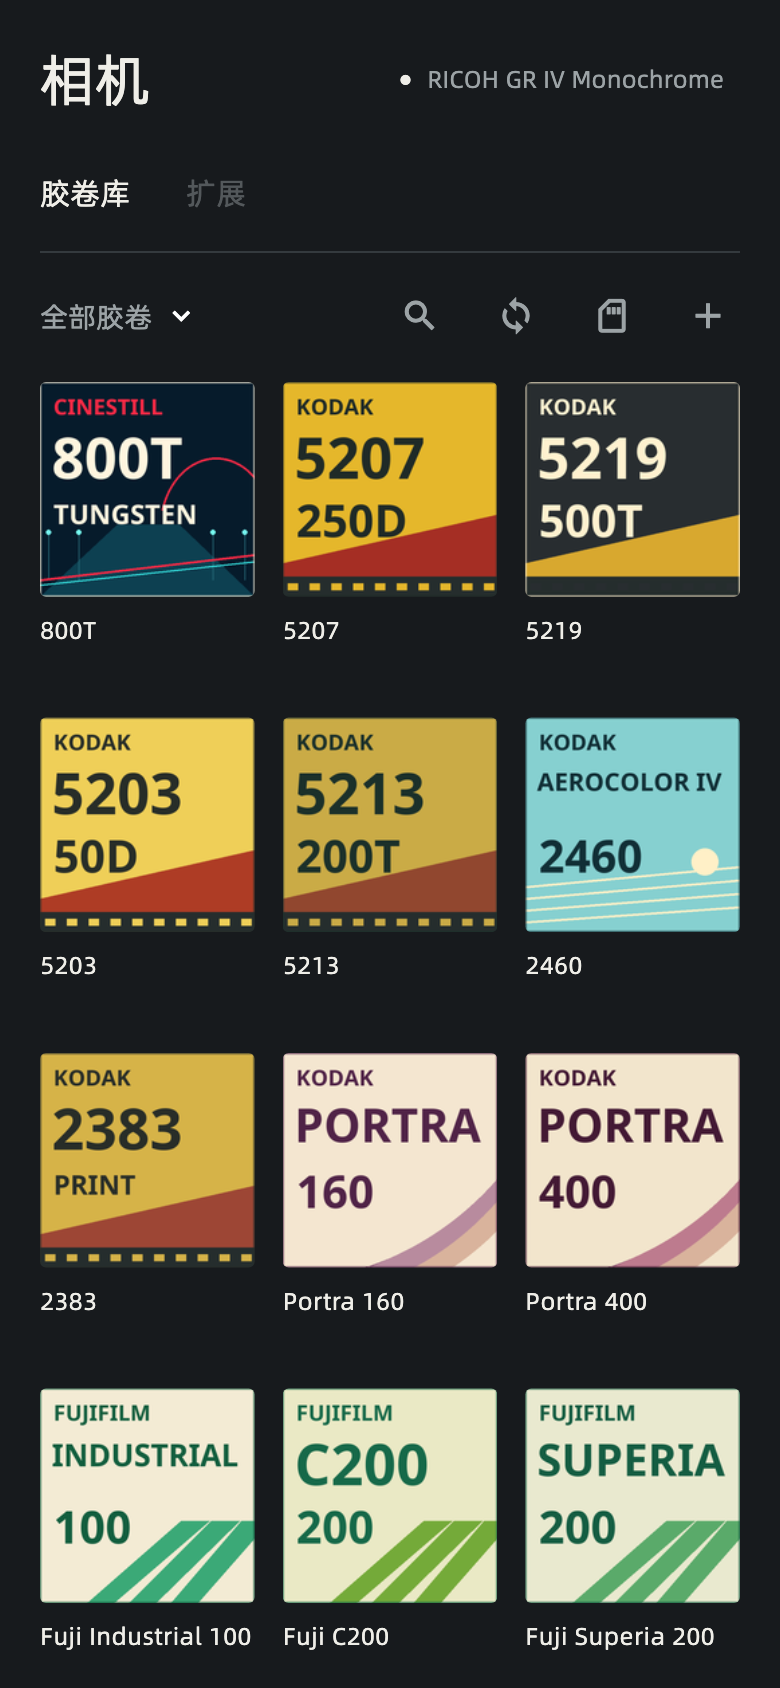 相机
RICOH GR IV Monochrome
胶卷库
扩展
全部胶卷
CINESTILL
800T
TUNGSTEN
800T
KODAK
5207
250D
5207
KODAK
5219
500T
5219
KODAK
5203
50D
5203
KODAK
5213
200T
5213
KODAK
AEROCOLOR IV
2460
2460
KODAK
2383
PRINT
2383
KODAK
PORTRA
160
Portra 160
KODAK
PORTRA
400
Portra 400
FUJIFILM
INDUSTRIAL
100
Fuji Industrial 100
FUJIFILM
C200
200
Fuji C200
FUJIFILM
SUPERIA
200
Fuji Superia 200